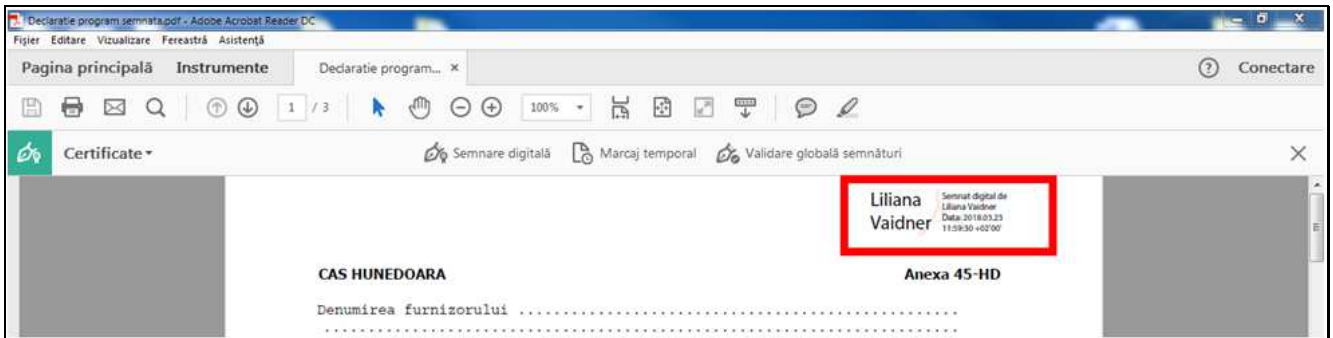 Declaratie program semnata.pdf - Adobe Acrobat Reader DC
Fișier Editare Vizualizare Fereastră Asistență
Pagina principală Instrumente Declaratie program... × Conectare
1 / 3 100%
Certificate Semnare digitală Marcaj temporal Validare globală semnături
Liliana
Vaidner
Semnat digital de
Liliana Vaidner
Data: 2018.03.23
11:59:30 +02'00'
CAS HUNEDOARA Anexa 45-HD
Denumirea furnizorului ..................................................
........................................................................